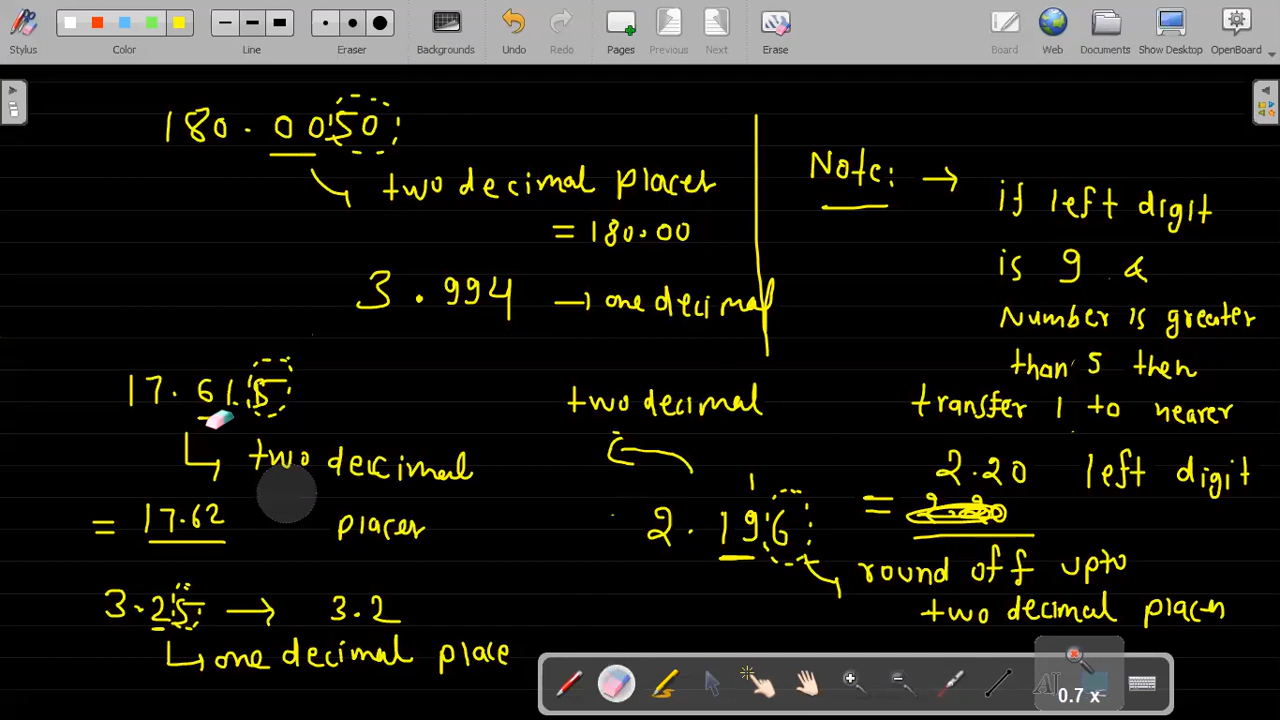 Stylus
Color
Line
Eraser
Backgrounds
Undo
Redo
Pages
Previous
Next
Erase
Board
Web
Documents
Show Desktop
OpenBoard
180.0050
two decimal places
= 180.00
3.994 → one decimal
17.615
two decimal
= 17.62 places
3.25 → 3.2
one decimal place
two decimal
1
2.196
= 2.20
round off upto
two decimal places
Note: → if left digit
is 9 &
Number is greater
than 5 then
transfer 1 to nearer
left digit
0.7 x